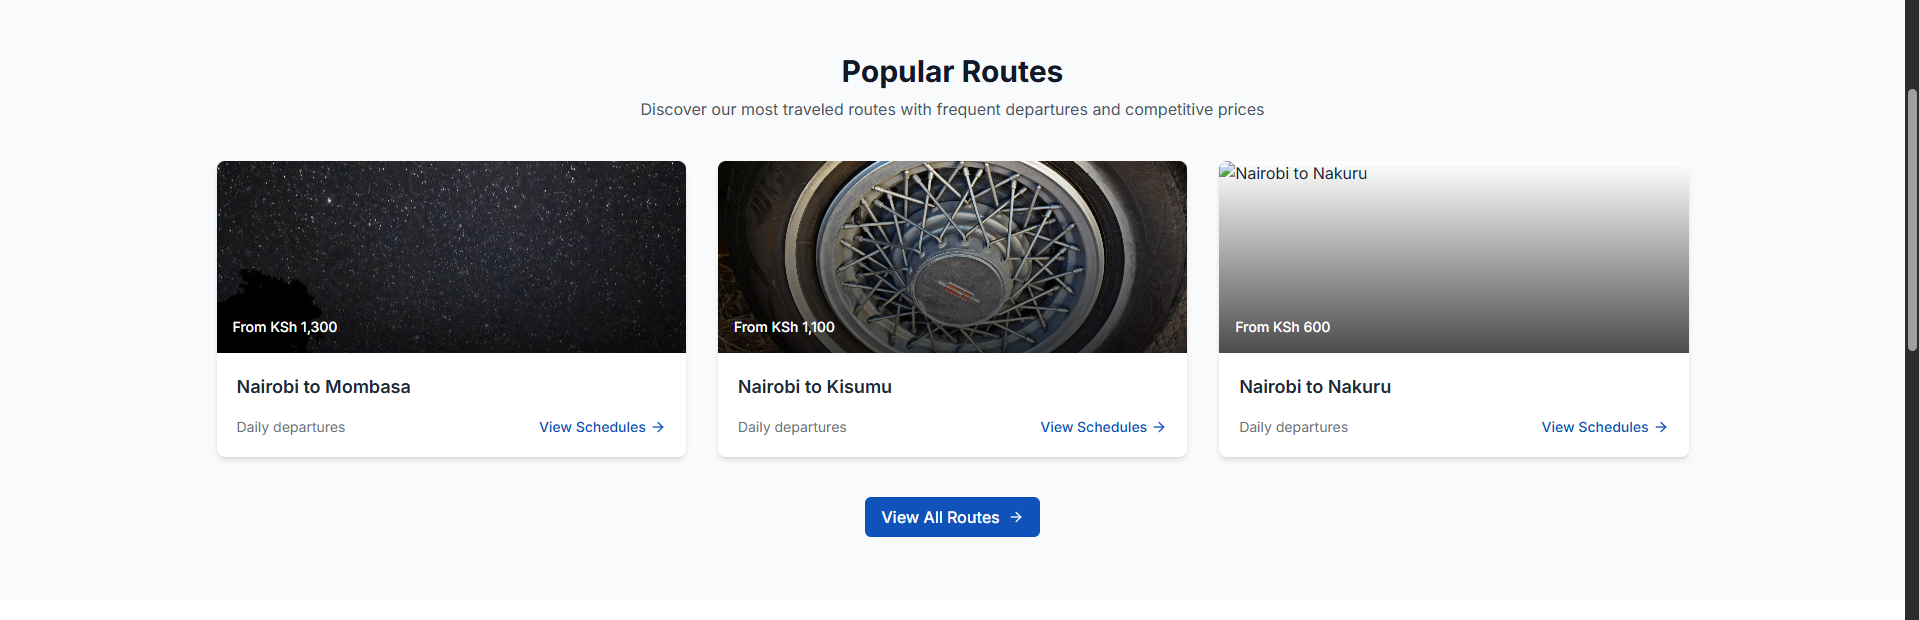 Popular Routes
Discover our most traveled routes with frequent departures and competitive prices
From KSh 1,300
Nairobi to Mombasa
Daily departures
View Schedules →
From KSh 1,100
Nairobi to Kisumu
Daily departures
View Schedules →
Nairobi to Nakuru
From KSh 600
Nairobi to Nakuru
Daily departures
View Schedules →
View All Routes →